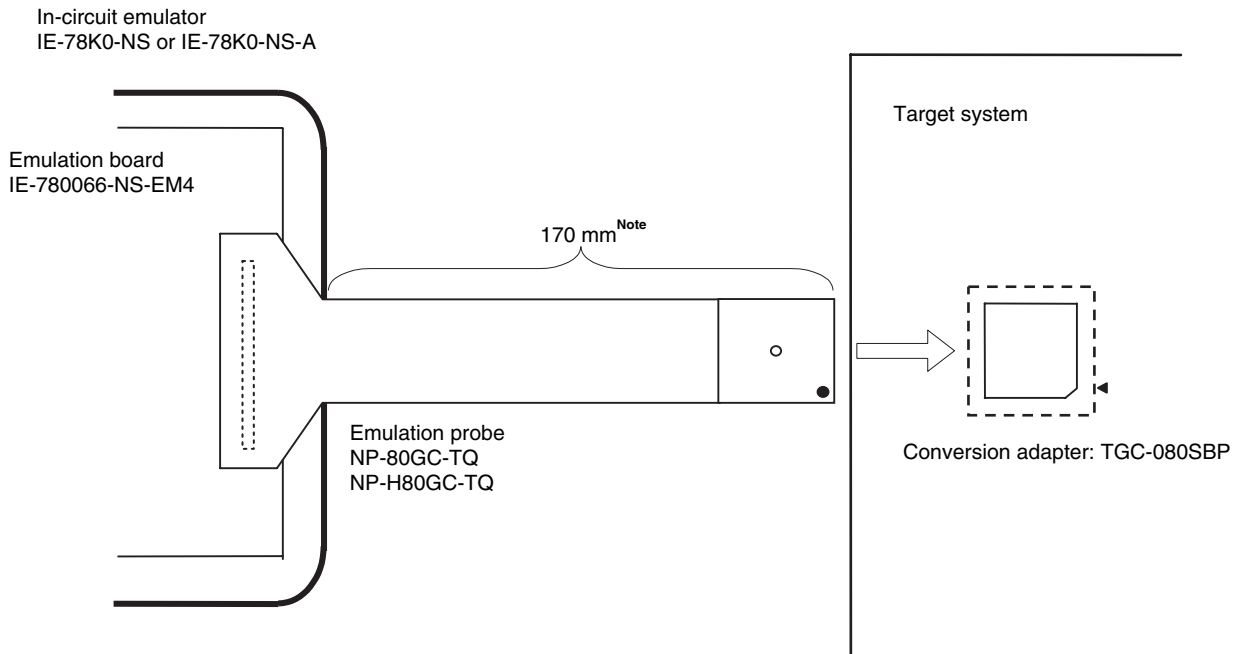 In-circuit emulator
IE-78K0-NS or IE-78K0-NS-A
Target system
Emulation board
IE-780066-NS-EM4
170 mmNote
Emulation probe
NP-80GC-TQ
NP-H80GC-TQ
Conversion adapter: TGC-080SBP